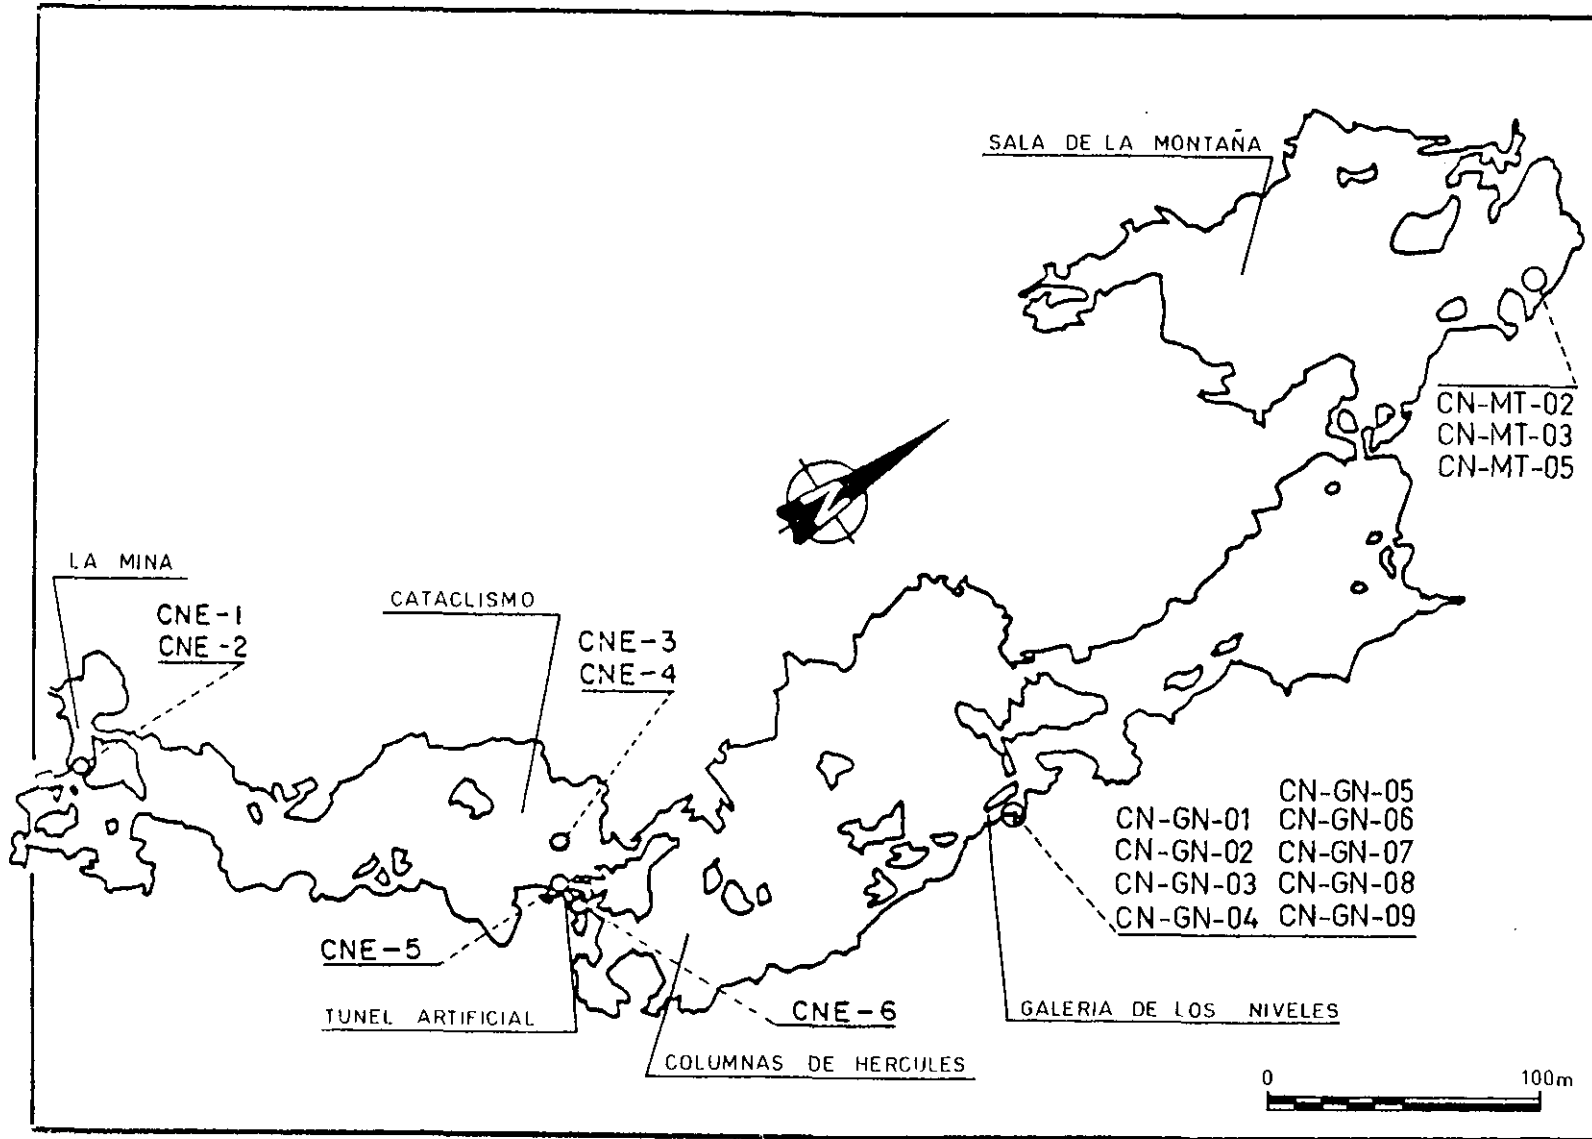 SALA DE LA MONTAÑA
CN-MT-02
CN-MT-03
CN-MT-05
N
LA MINA
CNE-1
CNE-2
CATACLISMO
CNE-3
CNE-4
CN-GN-05
CN-GN-01 CN-GN-06
CN-GN-02 CN-GN-07
CN-GN-03 CN-GN-08
CN-GN-04 CN-GN-09
CNE-5
TUNEL ARTIFICIAL
CNE-6
GALERIA DE LOS NIVELES
COLUMNAS DE HERCULES
0 100m